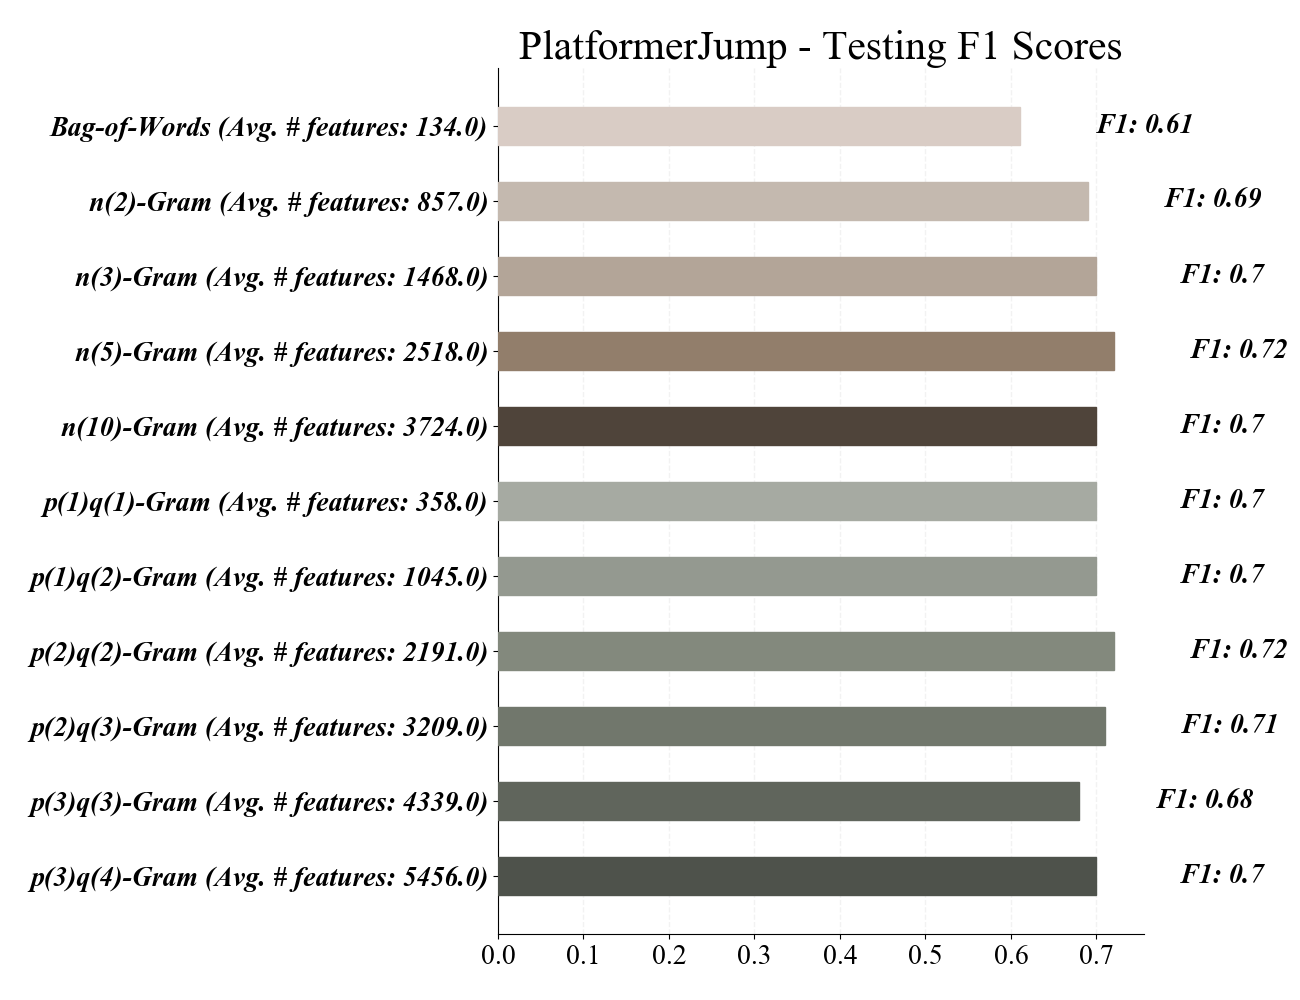 PlatformerJump - Testing F1 Scores
Bag-of-Words (Avg. # features: 134.0) F1: 0.61
n(2)-Gram (Avg. # features: 857.0) F1: 0.69
n(3)-Gram (Avg. # features: 1468.0) F1: 0.7
n(5)-Gram (Avg. # features: 2518.0) F1: 0.72
n(10)-Gram (Avg. # features: 3724.0) F1: 0.7
p(1)q(1)-Gram (Avg. # features: 358.0) F1: 0.7
p(1)q(2)-Gram (Avg. # features: 1045.0) F1: 0.7
p(2)q(2)-Gram (Avg. # features: 2191.0) F1: 0.72
p(2)q(3)-Gram (Avg. # features: 3209.0) F1: 0.71
p(3)q(3)-Gram (Avg. # features: 4339.0) F1: 0.68
p(3)q(4)-Gram (Avg. # features: 5456.0) F1: 0.7
0.0 0.1 0.2 0.3 0.4 0.5 0.6 0.7